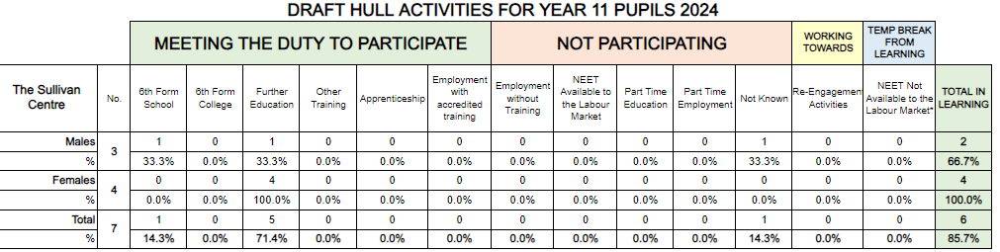 DRAFT HULL ACTIVITIES FOR YEAR 11 PUPILS 2024
MEETING THE DUTY TO PARTICIPATE NOT PARTICIPATING WORKING TOWARDS TEMP BREAK FROM LEARNING
The Sullivan Centre No. 6th Form School 6th Form College Further Education Other Training Apprenticeship Employment with accredited training Employment without Training NEET Available to the Labour Market Part Time Education Part Time Employment Not Known Re-Engagement Activities NEET Not Available to the Labour Market* TOTAL IN LEARNING
Males 3 1 0 1 0 0 0 0 0 0 0 1 0 0 2
% 33.3% 0.0% 33.3% 0.0% 0.0% 0.0% 0.0% 0.0% 0.0% 0.0% 33.3% 0.0% 0.0% 66.7%
Females 4 0 0 4 0 0 0 0 0 0 0 0 0 0 4
% 0.0% 0.0% 100.0% 0.0% 0.0% 0.0% 0.0% 0.0% 0.0% 0.0% 0.0% 0.0% 0.0% 100.0%
Total 7 1 0 5 0 0 0 0 0 0 0 1 0 0 6
% 14.3% 0.0% 71.4% 0.0% 0.0% 0.0% 0.0% 0.0% 0.0% 0.0% 14.3% 0.0% 0.0% 85.7%